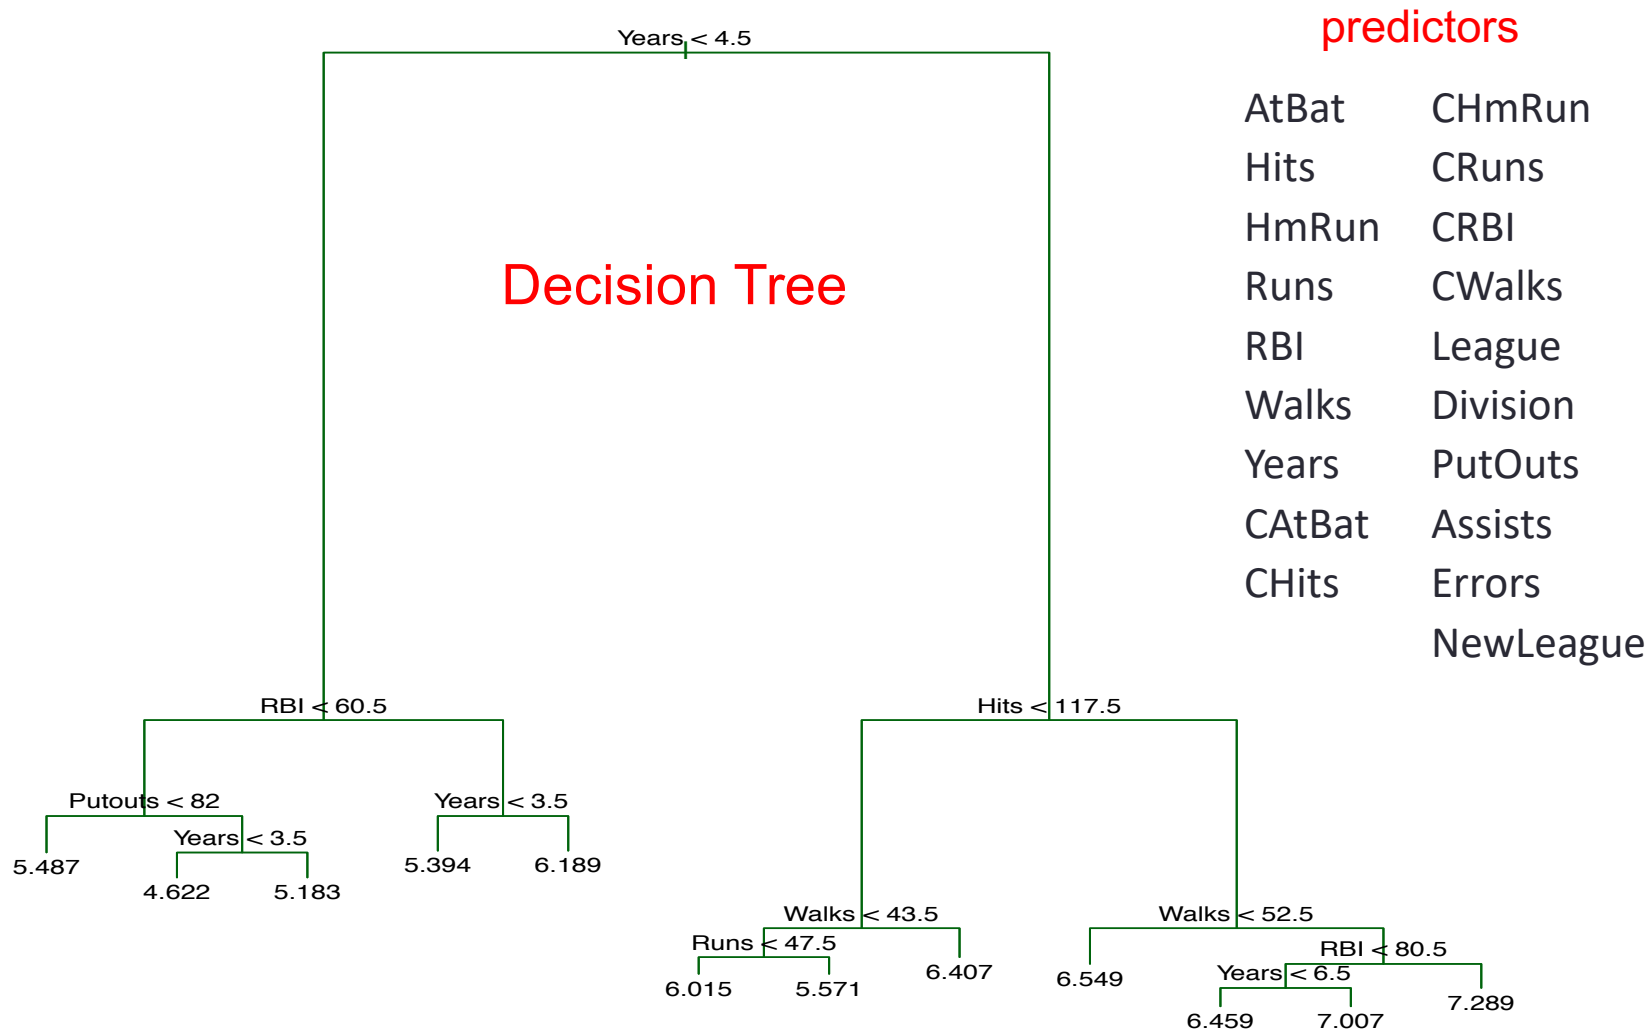 Years < 4.5
predictors
AtBat CHmRun
Hits CRuns
HmRun CRBI
Decision Tree
Runs CWalks
RBI League
Walks Division
Years PutOuts
CAtBat Assists
CHits Errors
NewLeague
RBI < 60.5
Hits < 117.5
Putouts < 82
Years < 3.5
Years < 3.5
5.487
4.622
5.183
5.394
6.189
Walks < 43.5
Walks < 52.5
Runs < 47.5
RBI < 80.5
6.015
5.571
6.407
6.549
Years < 6.5
7.289
6.459
7.007